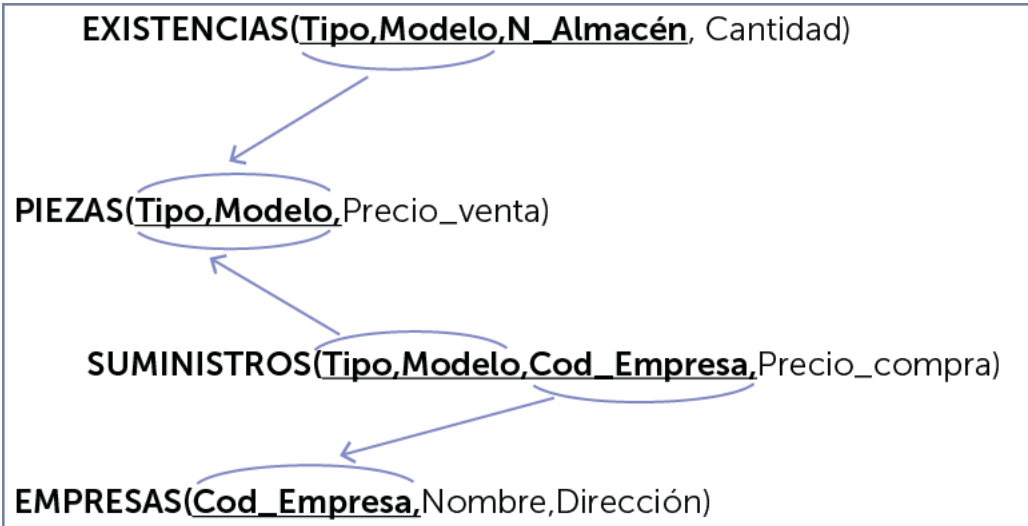 EXISTENCIAS(Tipo,Modelo,N_Almacén, Cantidad)
PIEZAS(Tipo,Modelo,Precio_venta)
SUMINISTROS(Tipo,Modelo,Cod_Empresa,Precio_compra)
EMPRESAS(Cod_Empresa,Nombre,Dirección)